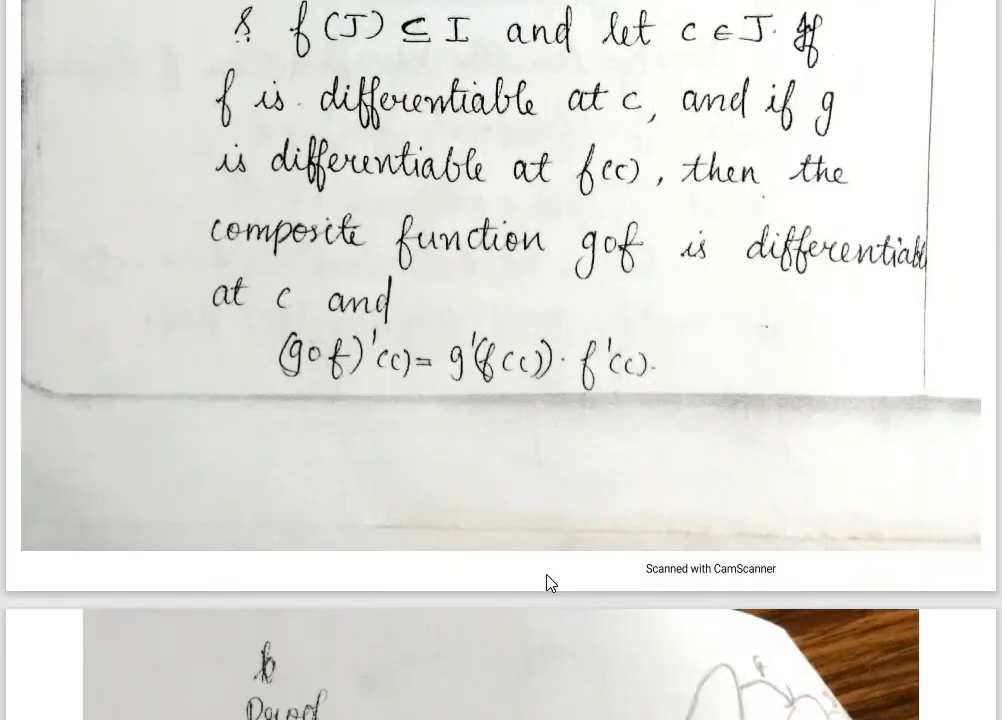 & f(J) ⊆ I and let c ∈ J. If
f is differentiable at c, and if g
is differentiable at f(c), then the
composite function gof is differentiabl
at c and
(gof)'(c) = g'(f(c)) · f'(c).
Scanned with CamScanner